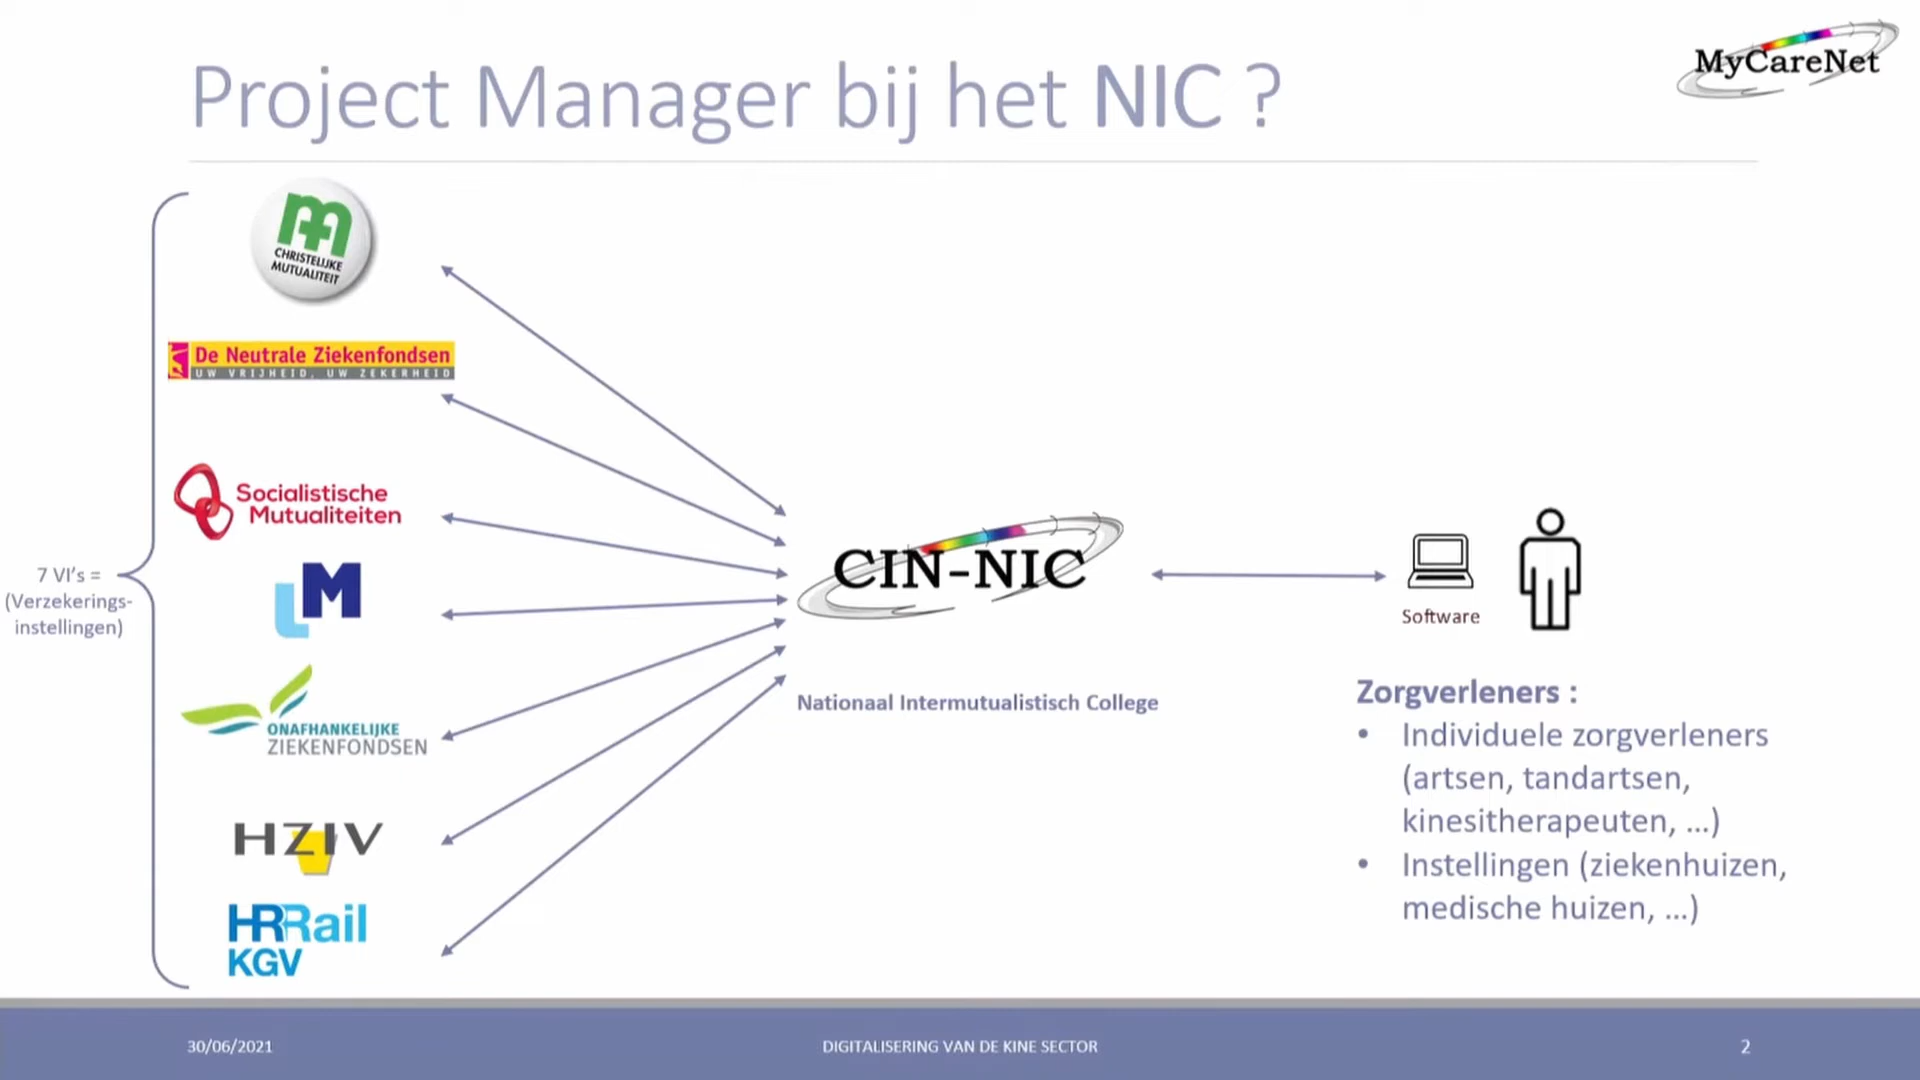 Project Manager bij het NIC ?
MyCareNet
CHRISTELIJKE
MUTUALITEIT
De Neutrale Ziekenfondsen
UW VRIJHEID, UW ZEKERHEID
Socialistische
Mutualiteiten
LM
7 VI's =
(Verzekerings-
instellingen)
ONAFHANKELIJKE
ZIEKENFONDSEN
HZIV
HRRail
KGV
CIN-NIC
Nationaal Intermutualistisch College
Software
Zorgverleners :
• Individuele zorgverleners
(artsen, tandartsen,
kinesitherapeuten, ...)
• Instellingen (ziekenhuizen,
medische huizen, ...)
30/06/2021
DIGITALISERING VAN DE KINE SECTOR
2